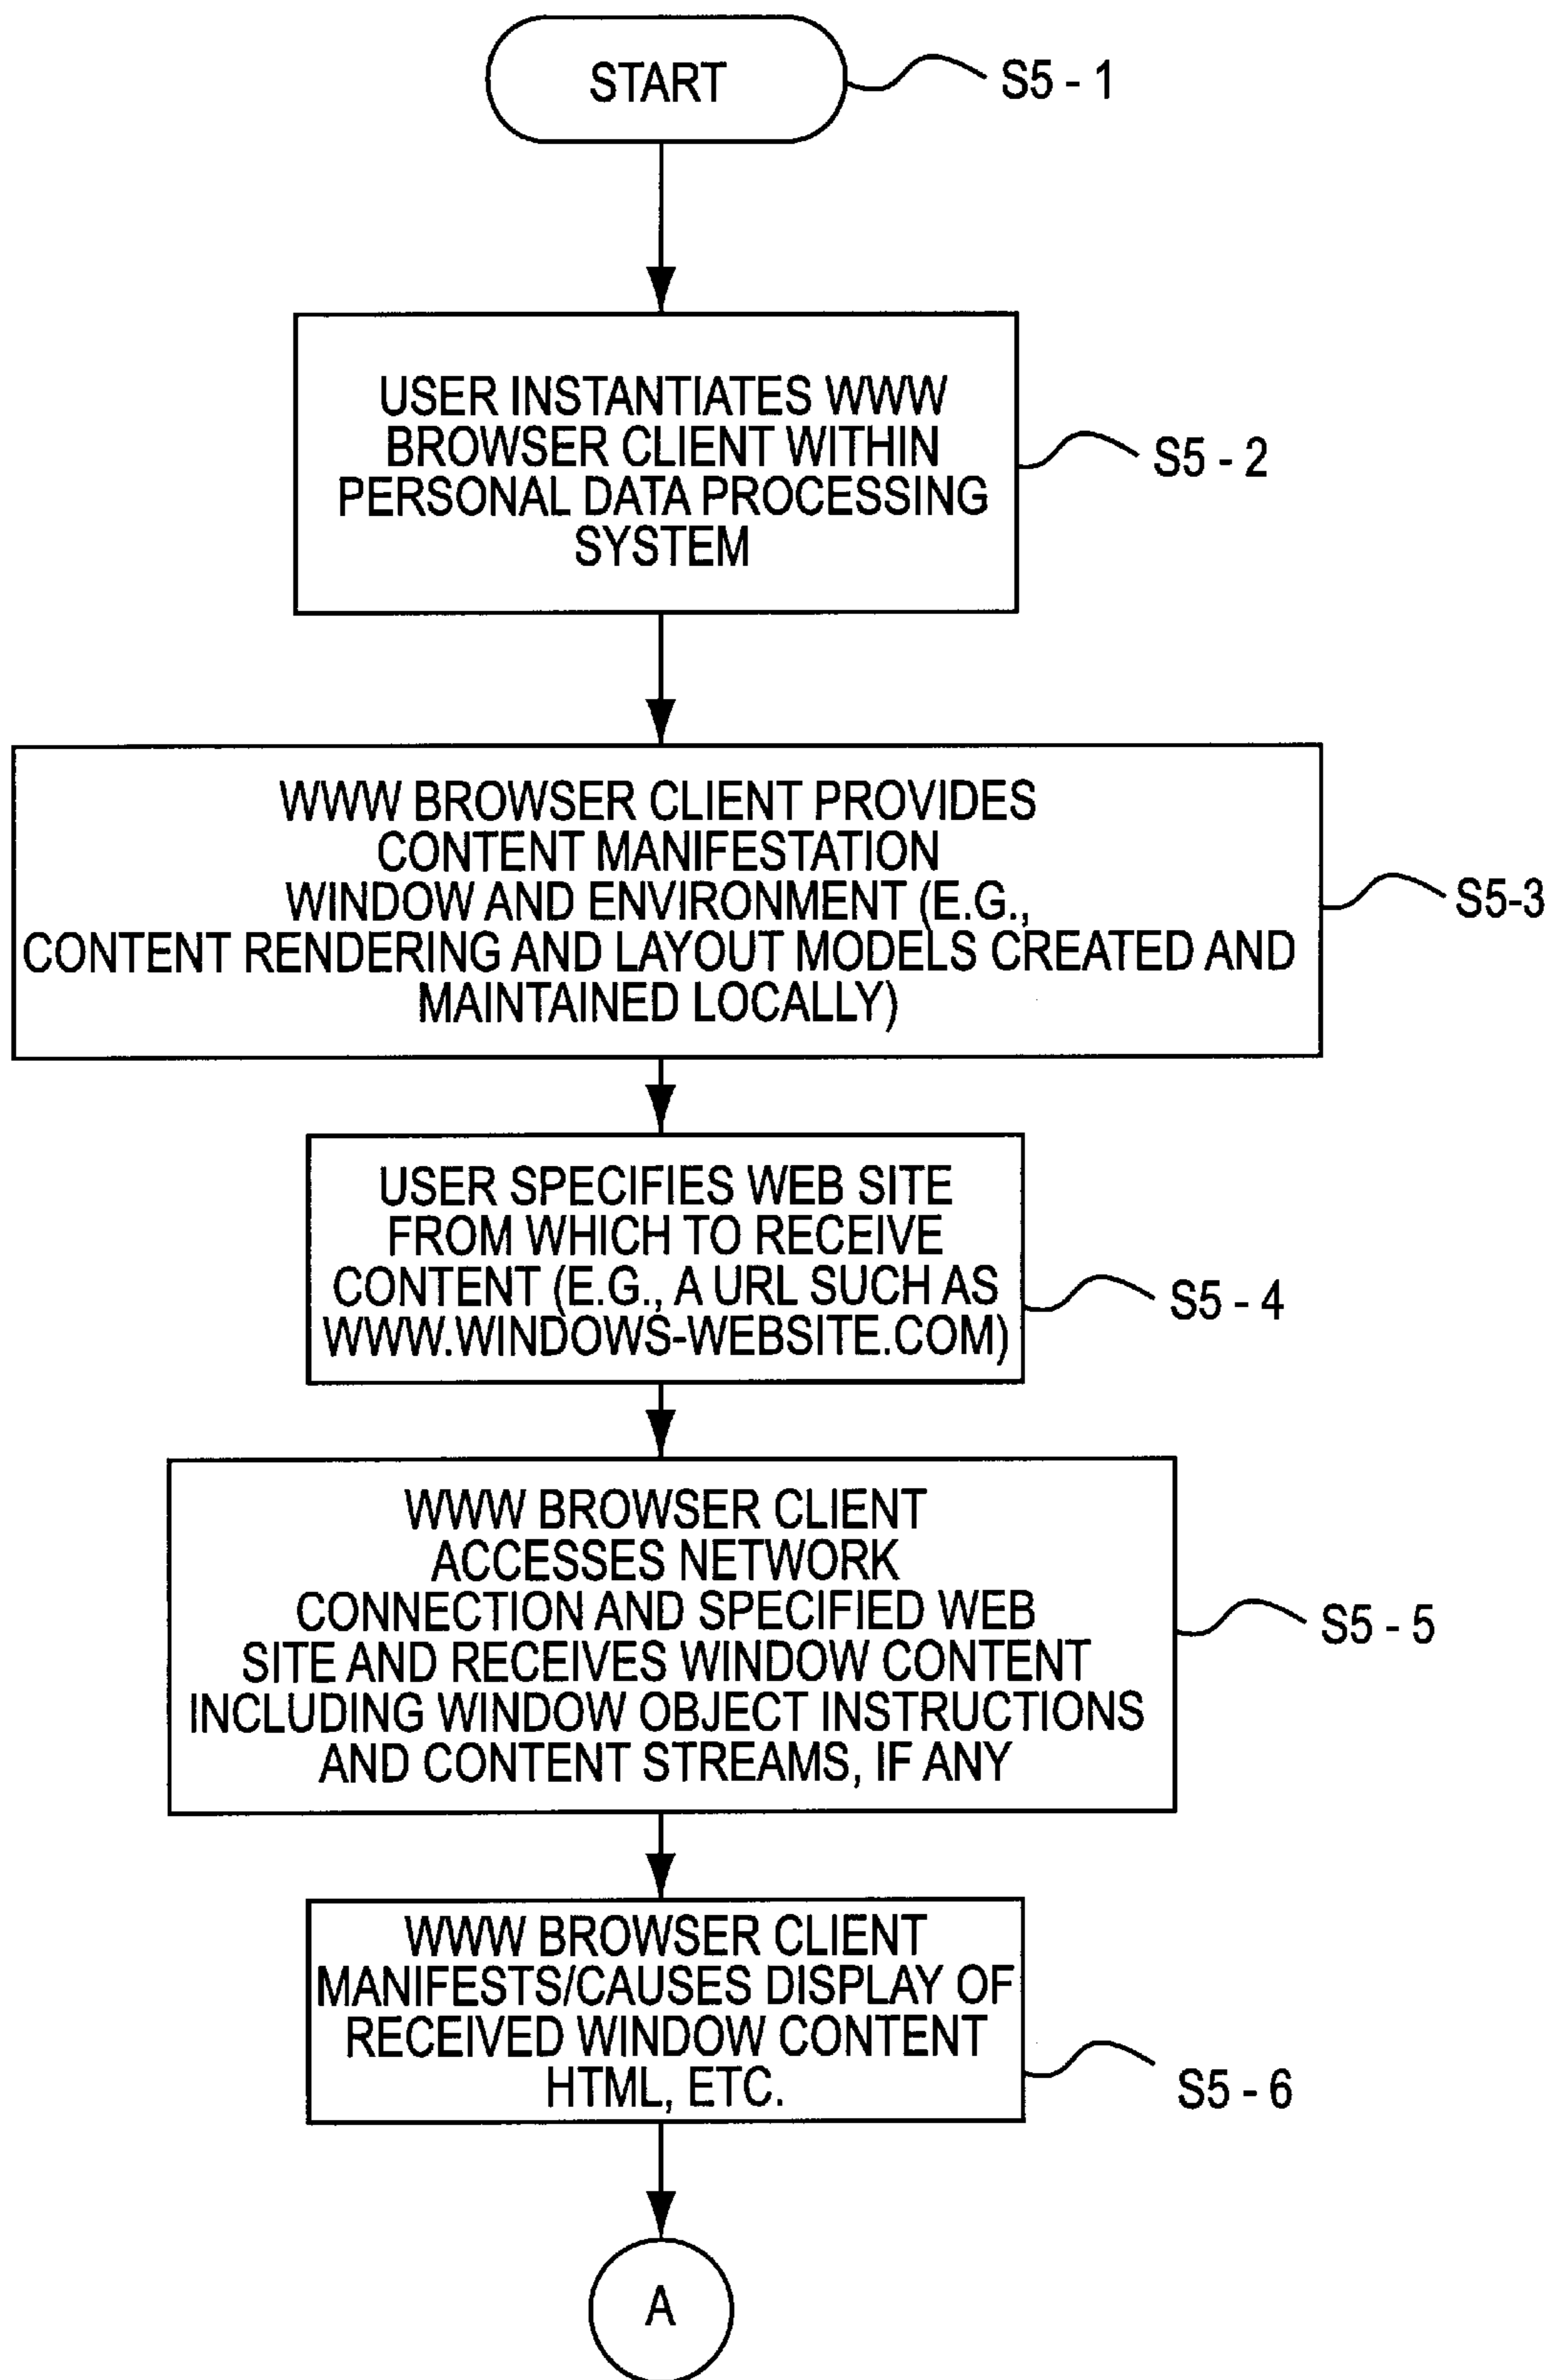 START
S5 - 1
USER INSTANTIATES WWW
BROWSER CLIENT WITHIN
PERSONAL DATA PROCESSING
SYSTEM
S5 - 2
WWW BROWSER CLIENT PROVIDES
CONTENT MANIFESTATION
WINDOW AND ENVIRONMENT (E.G.,
CONTENT RENDERING AND LAYOUT MODELS CREATED AND
MAINTAINED LOCALLY)
S5-3
USER SPECIFIES WEB SITE
FROM WHICH TO RECEIVE
CONTENT (E.G., A URL SUCH AS
WWW.WINDOWS-WEBSITE.COM)
S5 - 4
WWW BROWSER CLIENT
ACCESSES NETWORK
CONNECTION AND SPECIFIED WEB
SITE AND RECEIVES WINDOW CONTENT
INCLUDING WINDOW OBJECT INSTRUCTIONS
AND CONTENT STREAMS, IF ANY
S5 - 5
WWW BROWSER CLIENT
MANIFESTS/CAUSES DISPLAY OF
RECEIVED WINDOW CONTENT
HTML, ETC.
S5 - 6
A